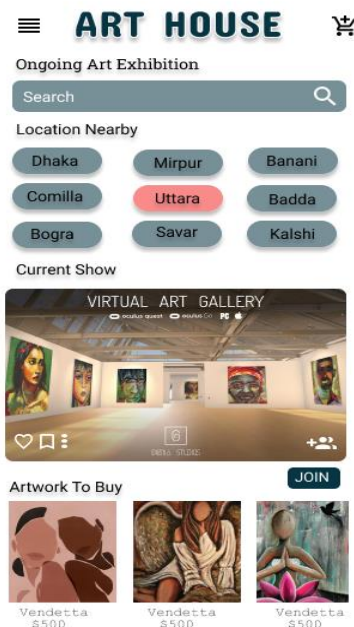 ART HOUSE
Ongoing Art Exhibition
Search
Location Nearby
Dhaka Mirpur Banani
Comilla Uttara Badda
Bogra Savar Kalshi
Current Show
VIRTUAL ART GALLERY
oculus quest oculus Go PC
STUDIOS
JOIN
Artwork To Buy
Vendetta Vendetta Vendetta
$500 $500 $500